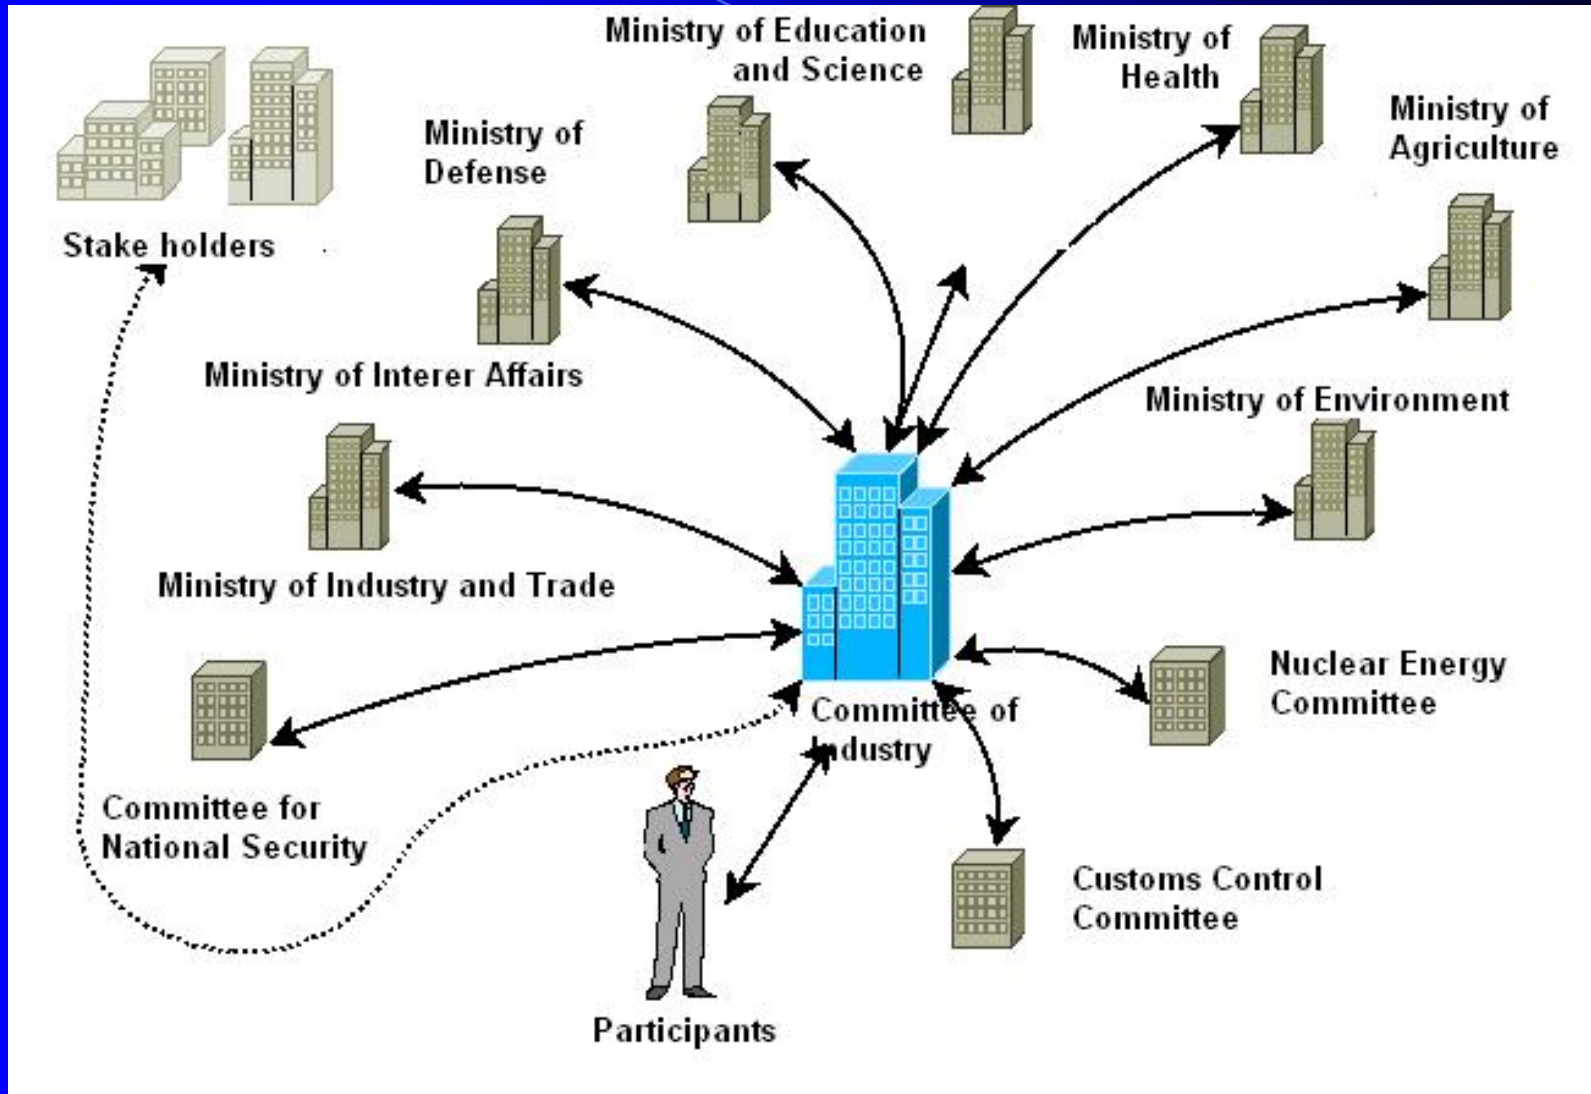 Ministry of Education
and Science
Ministry of
Health
Ministry of
Agriculture
Ministry of
Defense
Stake holders
Ministry of Interer Affairs
Ministry of Environment
Ministry of Industry and Trade
Nuclear Energy
Committee
Committee of
Industry
Committee for
National Security
Customs Control
Committee
Participants